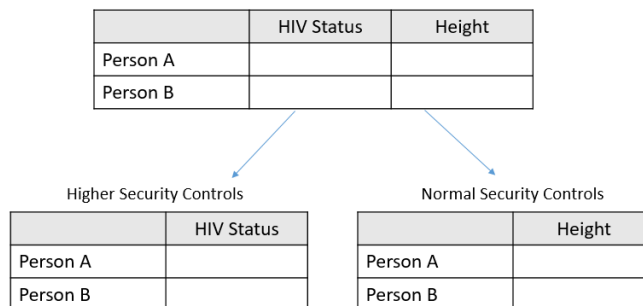 HIV Status Height
Person A
Person B
Higher Security Controls
HIV Status
Person A
Person B
Normal Security Controls
Height
Person A
Person B